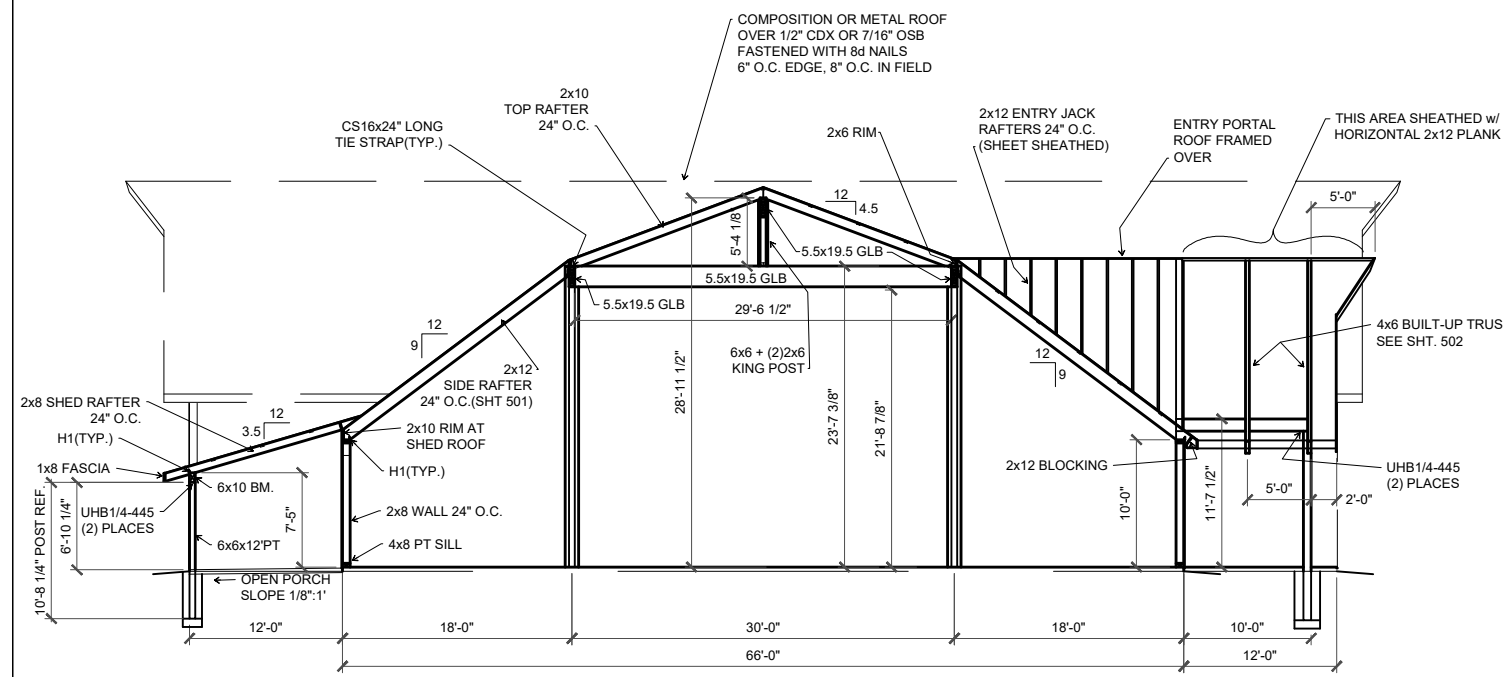 COMPOSITION OR METAL ROOF
OVER 1/2" CDX OR 7/16" OSB
FASTENED WITH 8d NAILS
6" O.C. EDGE, 8" O.C. IN FIELD
2x10
TOP RAFTER
24" O.C.
CS16x24" LONG
TIE STRAP(TYP.)
2x6 RIM
2x12 ENTRY JACK
RAFTERS 24" O.C.
(SHEET SHEATHED)
ENTRY PORTAL
ROOF FRAMED
OVER
THIS AREA SHEATHED w/
HORIZONTAL 2x12 PLANK
5'-0"
12
4.5
5'-4 1/8
5.5x19.5 GLB
5.5x19.5 GLB
5.5x19.5 GLB
29'-6 1/2"
12
9
6x6 + (2)2x6
KING POST
28'-11 1/2"
23'-7 3/8"
21'-8 7/8"
12
9
4x6 BUILT-UP TRUS
SEE SHT. 502
2x12
SIDE RAFTER
24" O.C.(SHT 501)
2x8 SHED RAFTER
24" O.C.
12
3.5
H1(TYP.)
2x10 RIM AT
SHED ROOF
H1(TYP.)
1x8 FASCIA
6x10 BM.
UHB1/4-445
(2) PLACES
7'-5"
2x8 WALL 24" O.C.
6x6x12'PT
4x8 PT SILL
10'-8 1/4" POST REF.
6'-10 1/4"
OPEN PORCH
SLOPE 1/8":1'
2x12 BLOCKING
10'-0"
11'-7 1/2"
UHB1/4-445
(2) PLACES
5'-0"
2'-0"
12'-0"
18'-0"
30'-0"
18'-0"
10'-0"
66'-0"
12'-0"